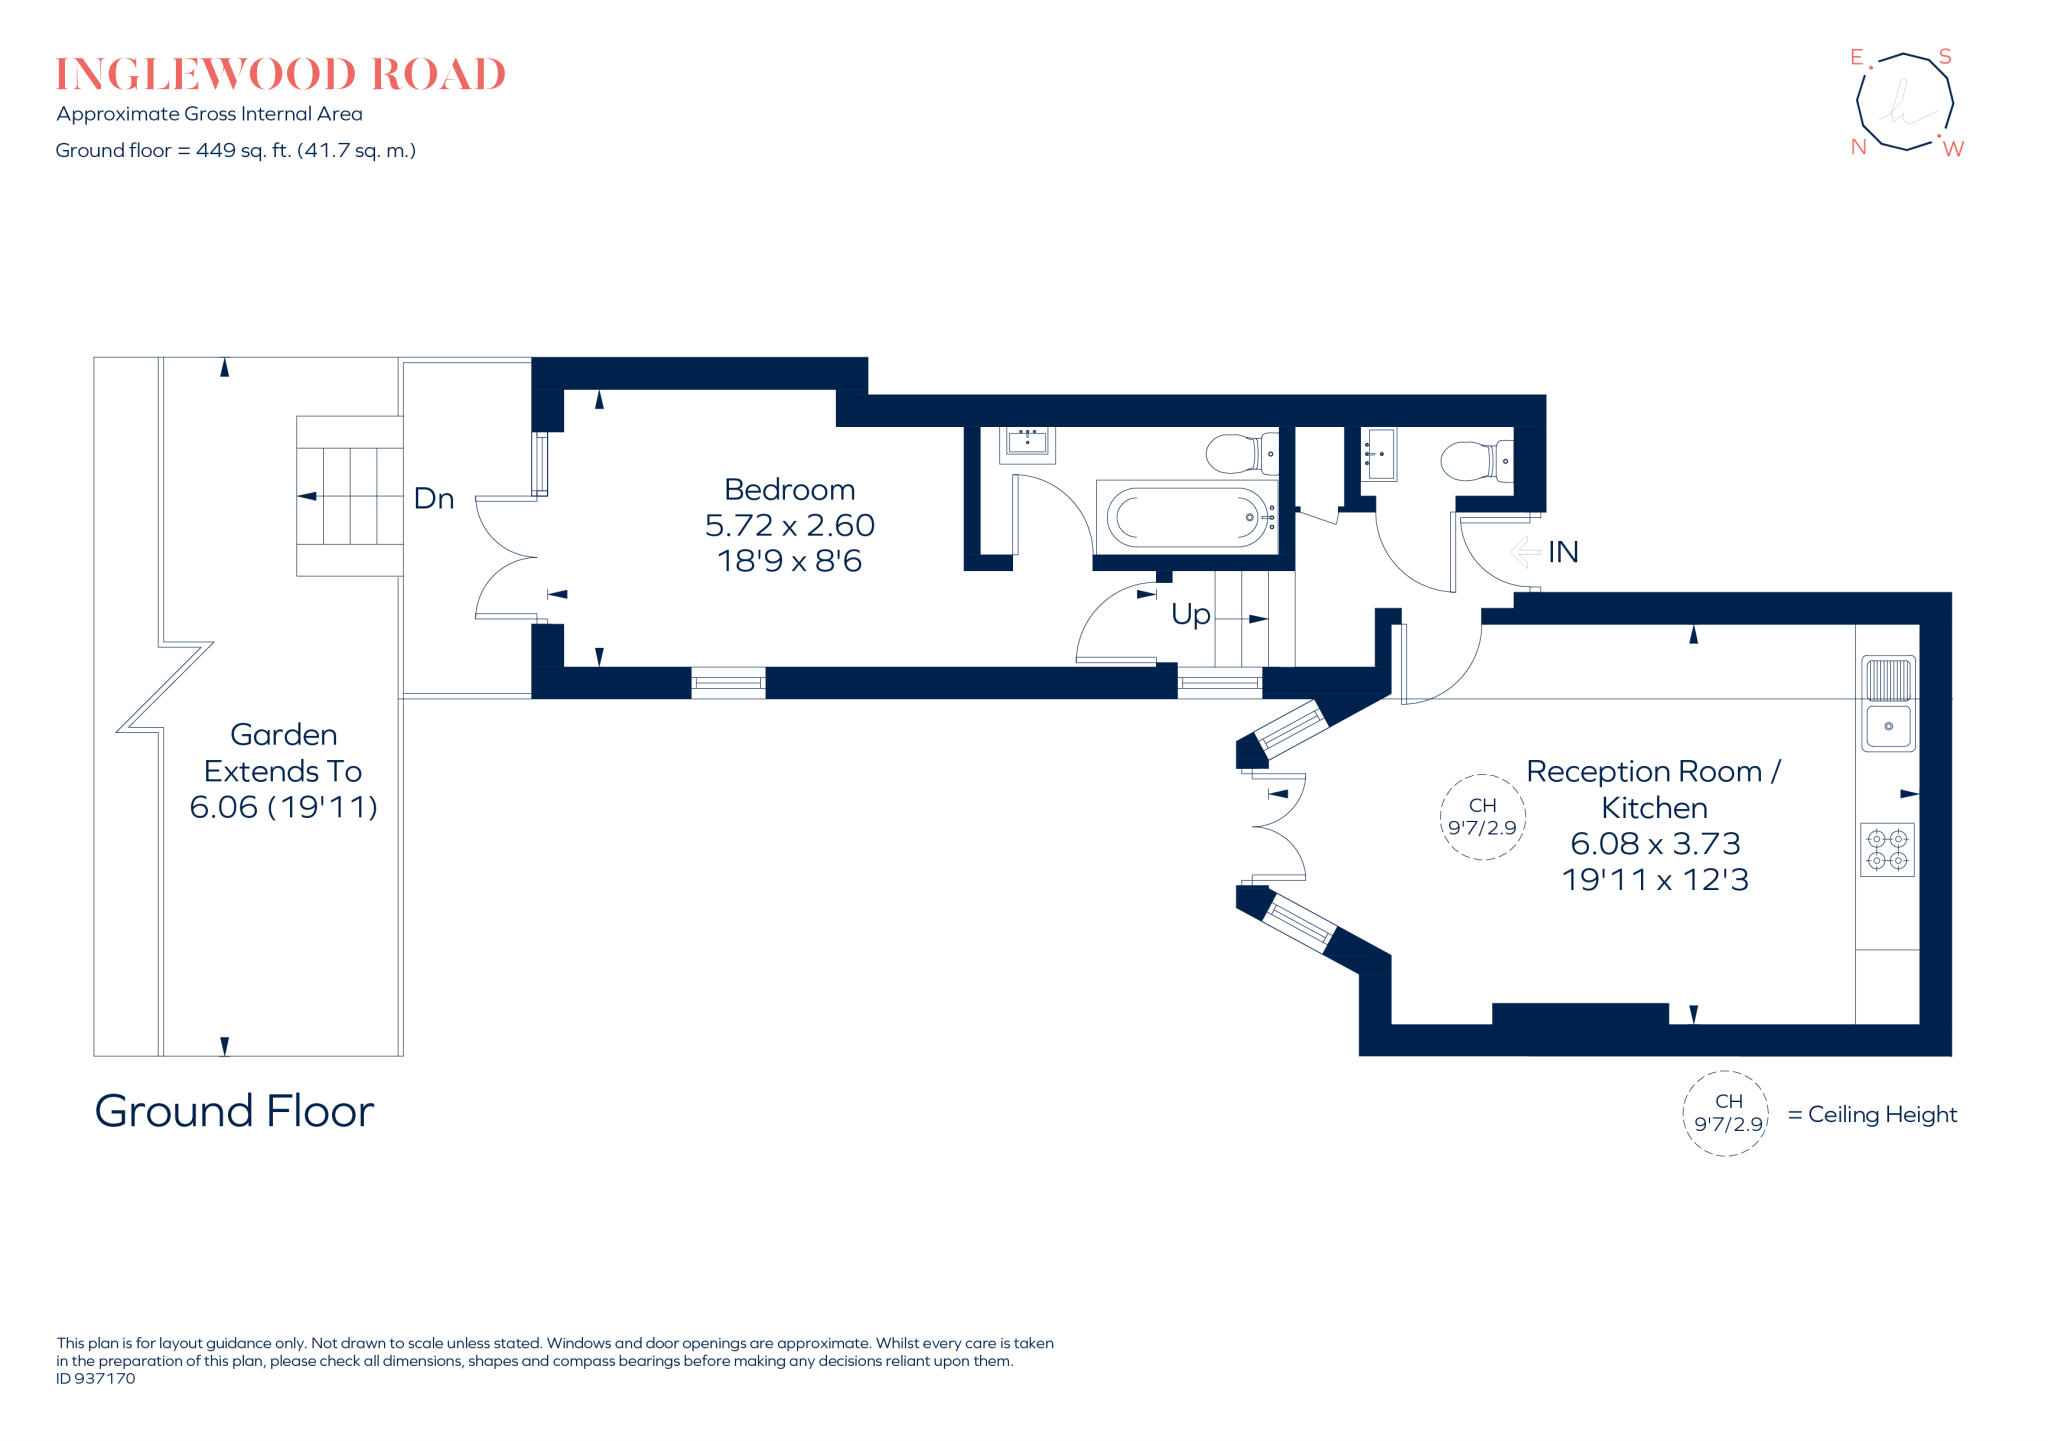 INGLEWOOD ROAD
Approximate Gross Internal Area
Ground floor = 449 sq. ft. (41.7 sq. m.)
E S
N W
Dn
Bedroom
5.72 x 2.60
18'9 x 8'6
IN
Up
Garden
Extends To
6.06 (19'11)
CH
9'7/2.9
Reception Room /
Kitchen
6.08 x 3.73
19'11 x 12'3
Ground Floor
CH
9'7/2.9
= Ceiling Height
This plan is for layout guidance only. Not drawn to scale unless stated. Windows and door openings are approximate. Whilst every care is taken
in the preparation of this plan, please check all dimensions, shapes and compass bearings before making any decisions reliant upon them.
ID 937170